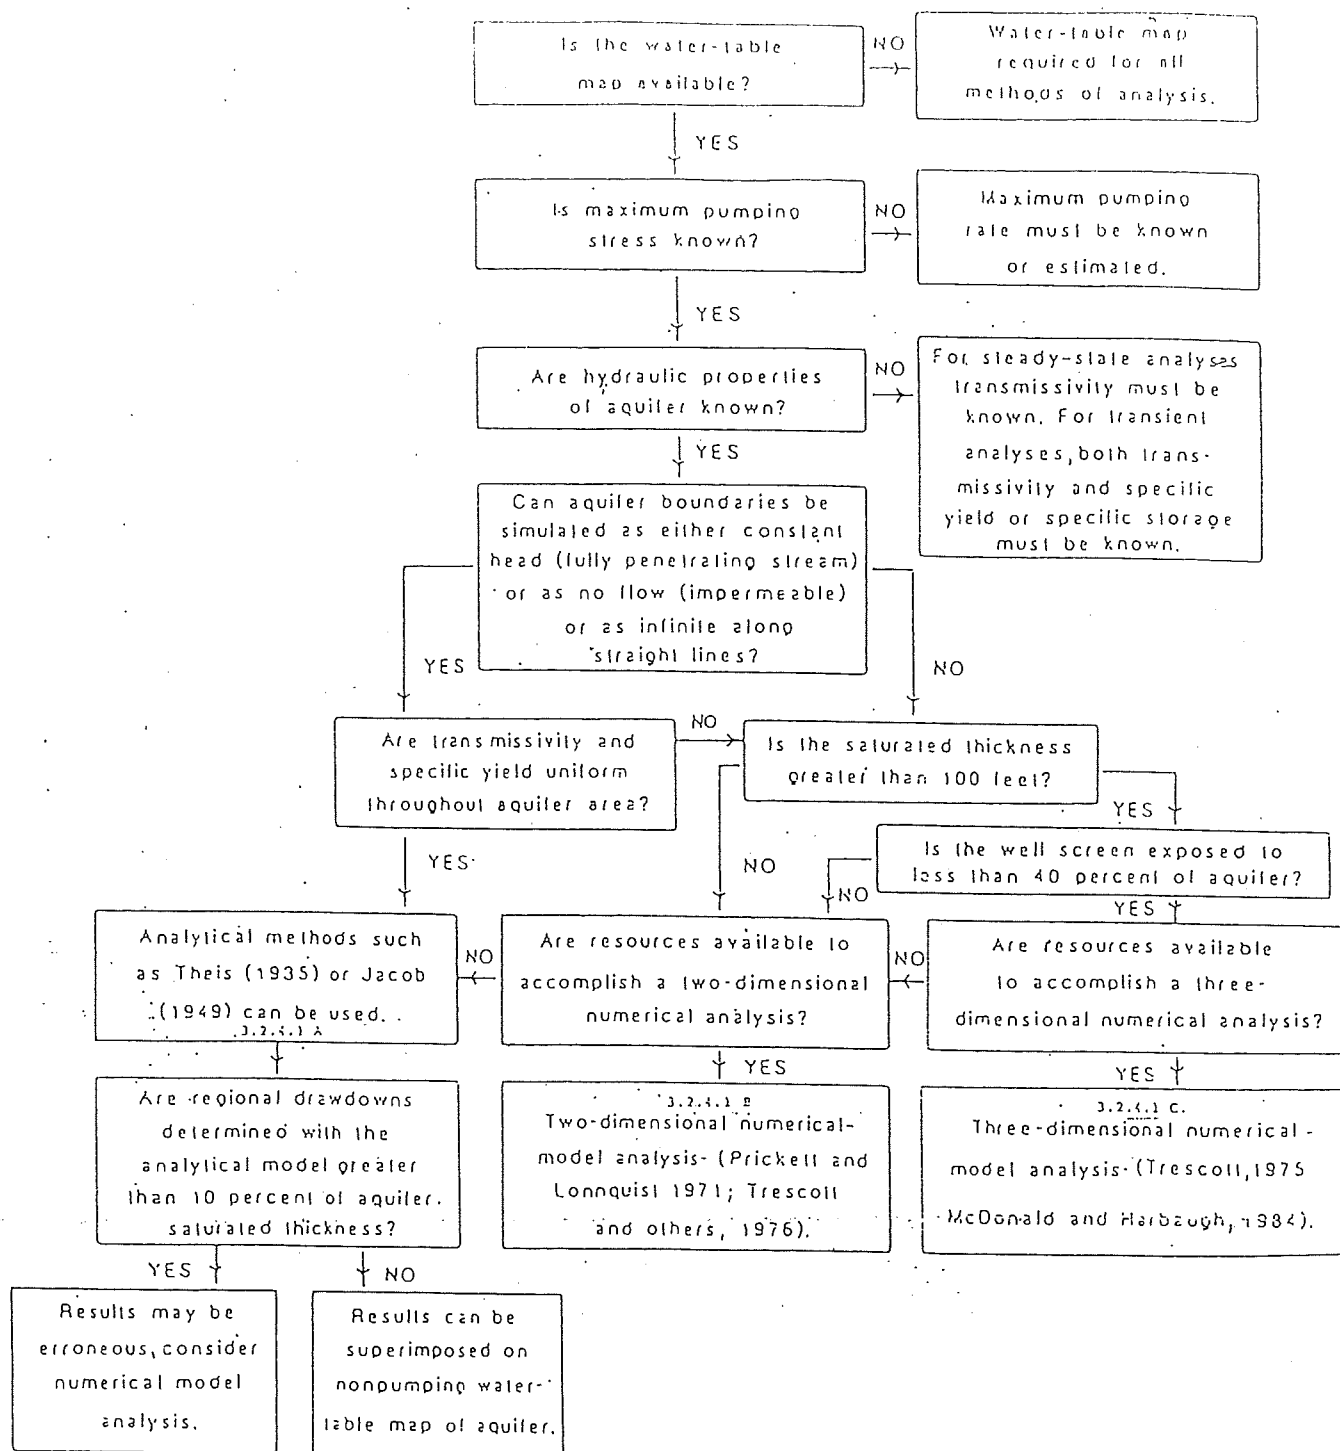 Is the water-table
map available?
NO
Water-table map
required for all
methods of analysis.
YES
Is maximum pumping
stress known?
NO
Maximum pumping
rate must be known
or estimated.
YES
Are hydraulic properties
of aquifer known?
NO
For steady-state analyses
transmissivity must be
known. For transient
analyses, both trans-
missivity and specific
yield or specific storage
must be known.
YES
Can aquifer boundaries be
simulated as either constant
head (fully penetrating stream)
or as no flow (impermeable)
or as infinite along
straight lines?
YES
NO
Are transmissivity and
specific yield uniform
throughout aquifer area?
NO
Is the saturated thickness
greater than 100 feet?
YES
NO
YES
Is the well screen exposed to
less than 40 percent of aquifer?
NO
YES
Analytical methods such
as Theis (1935) or Jacob
(1949) can be used.
3.2.4.1 A
NO
Are resources available to
accomplish a two-dimensional
numerical analysis?
NO
Are resources available
to accomplish a three-
dimensional numerical analysis?
YES
YES
Are regional drawdowns
determined with the
analytical model greater
than 10 percent of aquifer
saturated thickness?
3.2.4.1 B
Two-dimensional numerical-
model analysis- (Prickett and
Lonnquist 1971; Trescott
and others, 1976).
3.2.4.1 C.
Three-dimensional numerical-
model analysis- (Trescott, 1975
McDonald and Harbaugh, 1984).
YES
NO
Results may be
erroneous, consider
numerical model
analysis.
Results can be
superimposed on
nonpumping water-
table map of aquifer.